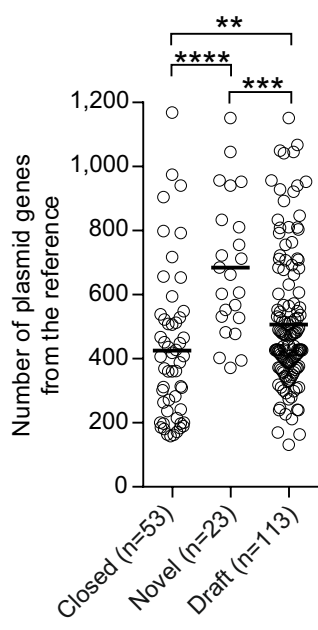 **
****
***
1,200
1,000
800
600
400
200
0
Number of plasmid genes
from the reference
Closed (n=53)
Novel (n=23)
Draft (n=113)